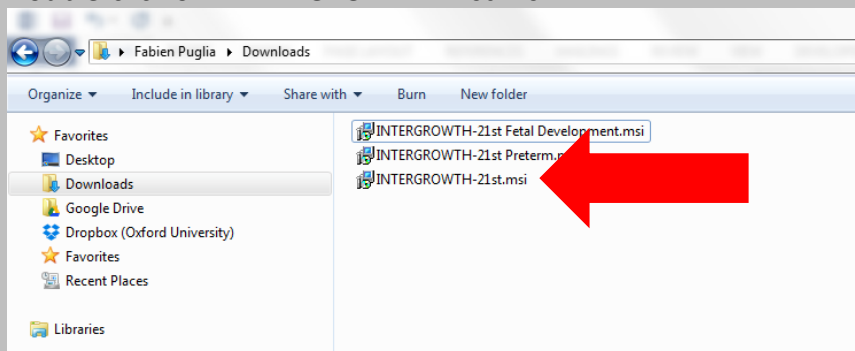 Fabien Puglia Downloads
Organize Include in library Share with Burn New folder
Favorites
Desktop
Downloads
Google Drive
Dropbox (Oxford University)
Favorites
Recent Places
Libraries
INTERGROWTH-21st Fetal Development.msi
INTERGROWTH-21st
INTERGROWTH-21st.msi